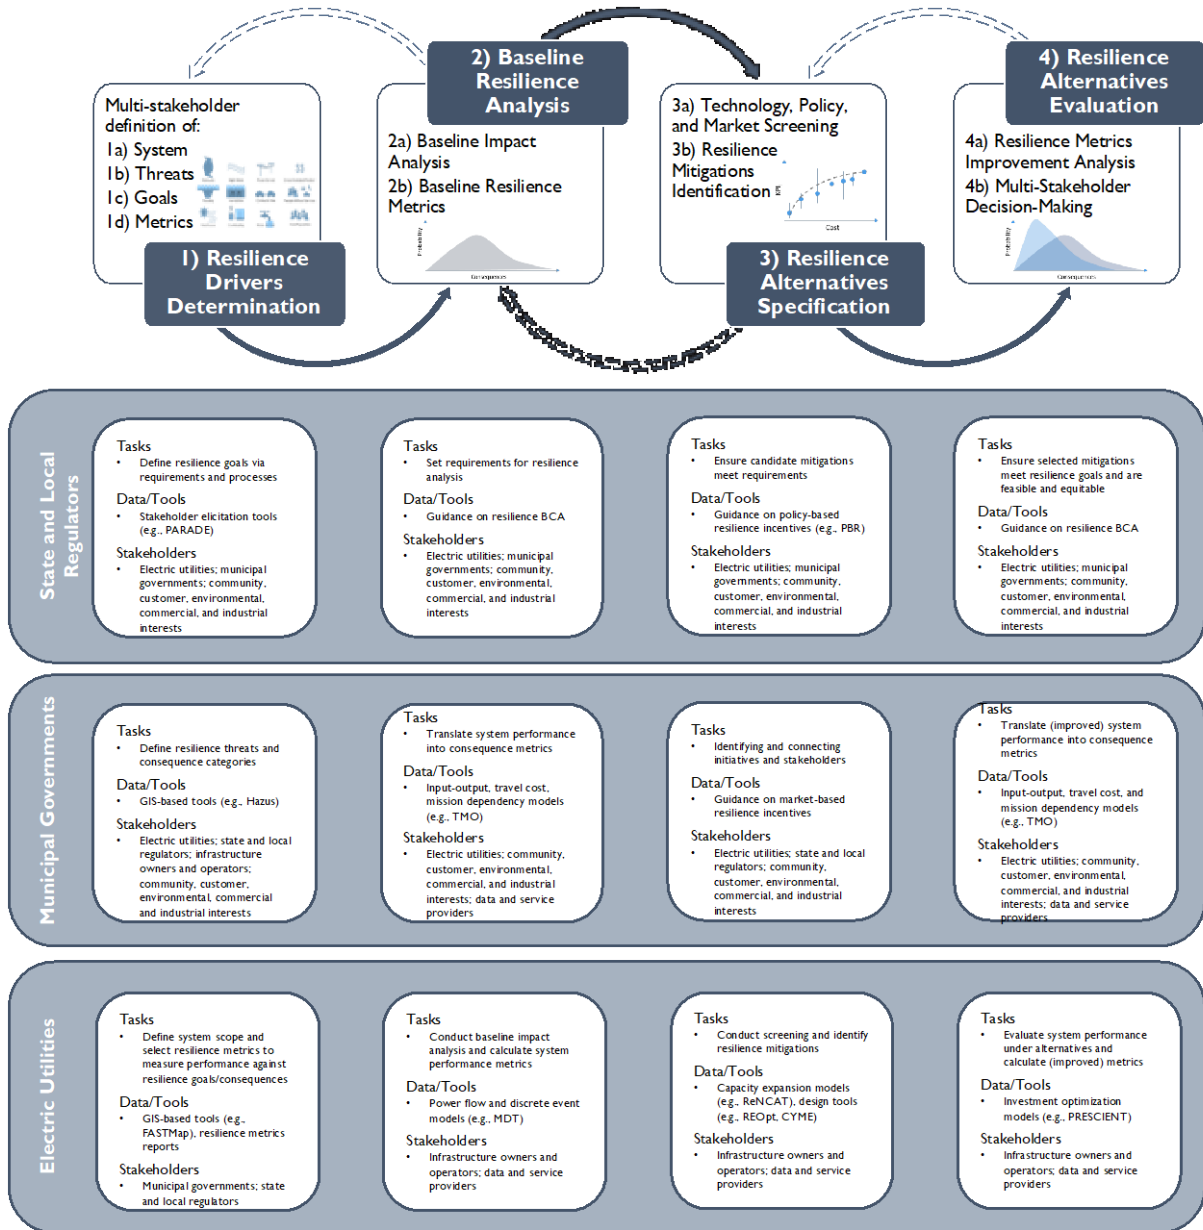 2) Baseline
Resilience
Analysis
4) Resilience
Alternatives
Evaluation
Multi-stakeholder
definition of:
1a) System
1b) Threats
1c) Goals
1d) Metrics
1) Resilience
Drivers
Determination
2a) Baseline Impact
Analysis
2b) Baseline Resilience
Metrics
Probability
Consequences
3a) Technology, Policy,
and Market Screening
3b) Resilience
Mitigations
Identification
KPI
Cost
3) Resilience
Alternatives
Specification
4a) Resilience Metrics
Improvement Analysis
4b) Multi-Stakeholder
Decision-Making
Probability
Consequences
State and Local
Regulators
Tasks
• Define resilience goals via
requirements and processes
Data/Tools
• Stakeholder elicitation tools
(e.g., PARADE)
Stakeholders
• Electric utilities; municipal
governments; community,
customer, environmental,
commercial, and industrial
interests
Tasks
• Set requirements for resilience
analysis
Data/Tools
• Guidance on resilience BCA
Stakeholders
• Electric utilities; municipal
governments; community,
customer, environmental,
commercial, and industrial
interests
Tasks
• Ensure candidate mitigations
meet requirements
Data/Tools
• Guidance on policy-based
resilience incentives (e.g., PBR)
Stakeholders
• Electric utilities; municipal
governments; community,
customer, environmental,
commercial, and industrial
interests
Tasks
• Ensure selected mitigations
meet resilience goals and are
feasible and equitable
Data/Tools
• Guidance on resilience BCA
Stakeholders
• Electric utilities; municipal
governments; community,
customer, environmental,
commercial, and industrial
interests
Municipal Governments
Tasks
• Define resilience threats and
consequence categories
Data/Tools
• GIS-based tools (e.g., Hazus)
Stakeholders
• Electric utilities; state and local
regulators; infrastructure
owners and operators;
community, customer,
environmental, commercial
and industrial interests
Tasks
• Translate system performance
into consequence metrics
Data/Tools
• Input-output, travel cost,
mission dependency models
(e.g., TMO)
Stakeholders
• Electric utilities; community,
customer, environmental,
commercial, and industrial
interests; data and service
providers
Tasks
• Identifying and connecting
initiatives and stakeholders
Data/Tools
• Guidance on market-based
resilience incentives
Stakeholders
• Electric utilities; state and local
regulators; community,
customer, environmental,
commercial, and industrial
interests
Tasks
• Translate (improved) system
performance into consequence
metrics
Data/Tools
• Input-output, travel cost, and
mission dependency models
(e.g., TMO)
Stakeholders
• Electric utilities; community,
customer, environmental,
commercial, and industrial
interests; data and service
providers
Electric Utilities
Tasks
• Define system scope and
select resilience metrics to
measure performance against
resilience goals/consequences
Data/Tools
• GIS-based tools (e.g.,
FASTMap), resilience metrics
reports
Stakeholders
• Municipal governments; state
and local regulators
Tasks
• Conduct baseline impact
analysis and calculate system
performance metrics
Data/Tools
• Power flow and discrete event
models (e.g., MDT)
Stakeholders
• Infrastructure owners and
operators; data and service
providers
Tasks
• Conduct screening and identify
resilience mitigations
Data/Tools
• Capacity expansion models
(e.g., ReNCAT), design tools
(e.g., REOpt, CYME)
Stakeholders
• Infrastructure owners and
operators; data and service
providers
Tasks
• Evaluate system performance
under alternatives and
calculate (improved) metrics
Data/Tools
• Investment optimization
models (e.g., PRESCIENT)
Stakeholders
• Infrastructure owners and
operators; data and service
providers